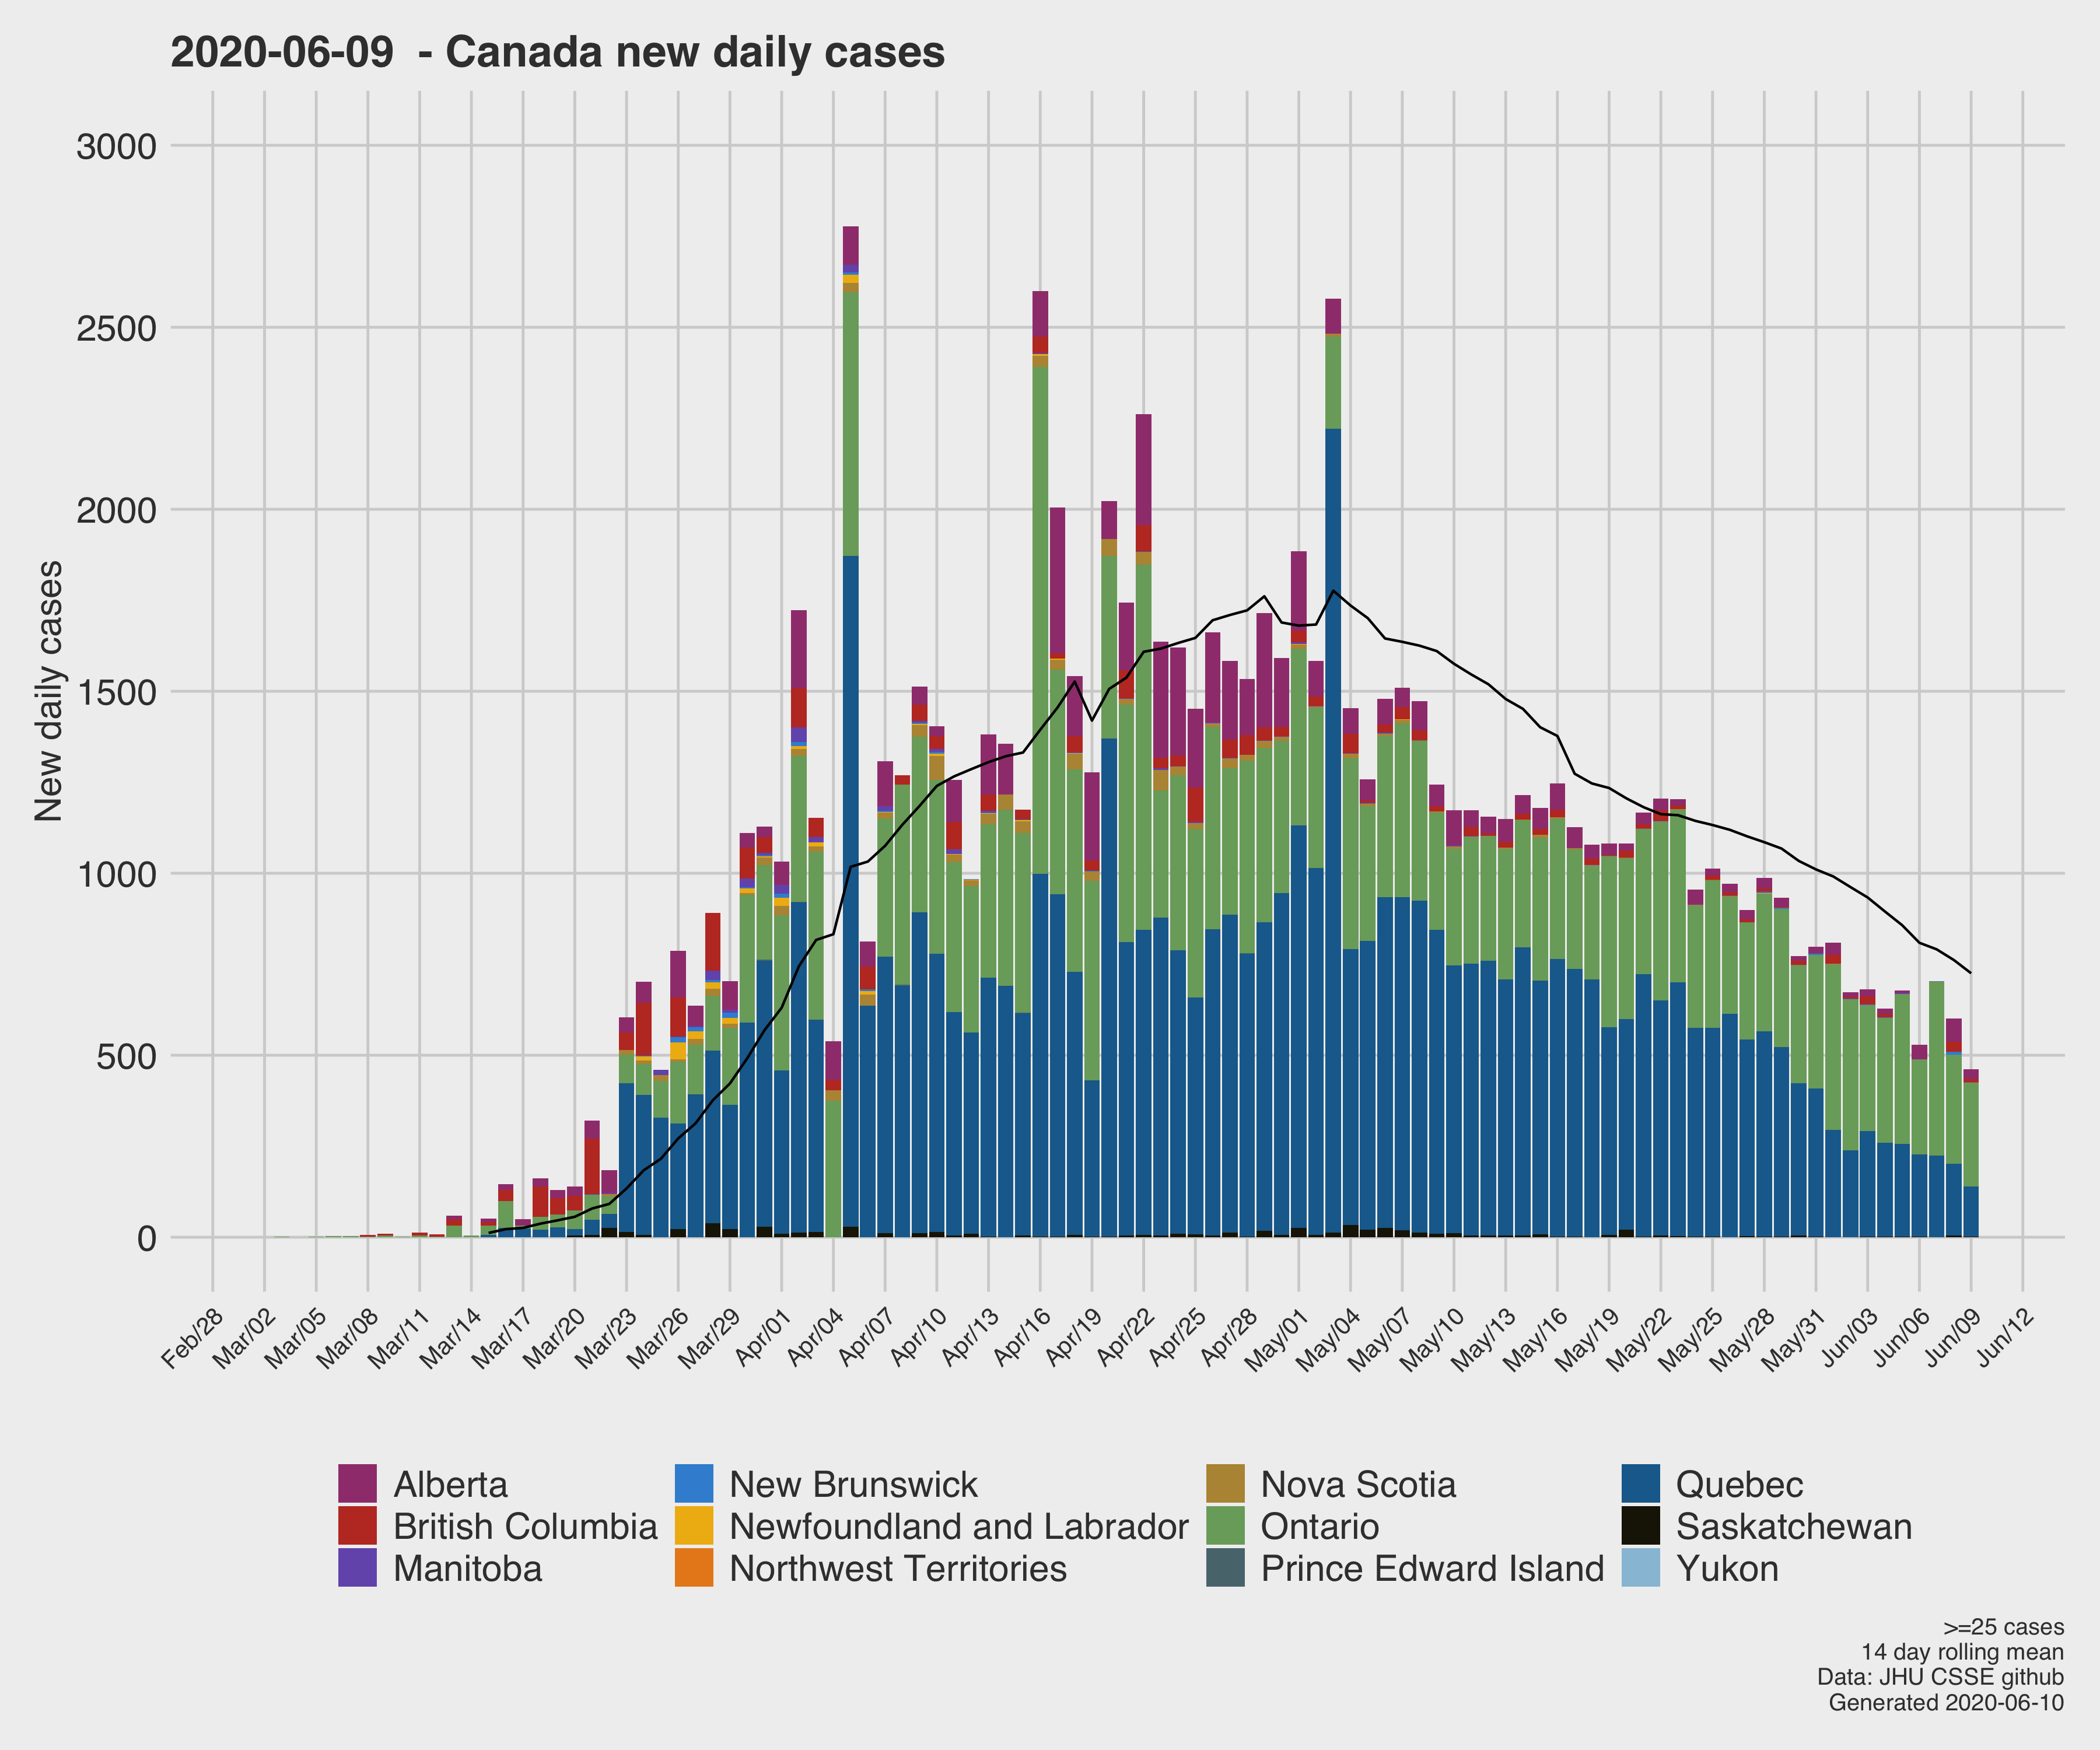 2020-06-09 - Canada new daily cases
New daily cases
3000
2500
2000
1500
1000
500
0
Feb/28 Mar/02 Mar/05 Mar/08 Mar/11 Mar/14 Mar/17 Mar/20 Mar/23 Mar/26 Mar/29 Apr/01 Apr/04 Apr/07 Apr/10 Apr/13 Apr/16 Apr/19 Apr/22 Apr/25 Apr/28 May/01 May/04 May/07 May/10 May/13 May/16 May/19 May/22 May/25 May/28 May/31 Jun/03 Jun/06 Jun/09 Jun/12
Alberta New Brunswick Nova Scotia Quebec
British Columbia Newfoundland and Labrador Ontario Saskatchewan
Manitoba Northwest Territories Prince Edward Island Yukon
>=25 cases
14 day rolling mean
Data: JHU CSSE github
Generated 2020-06-10